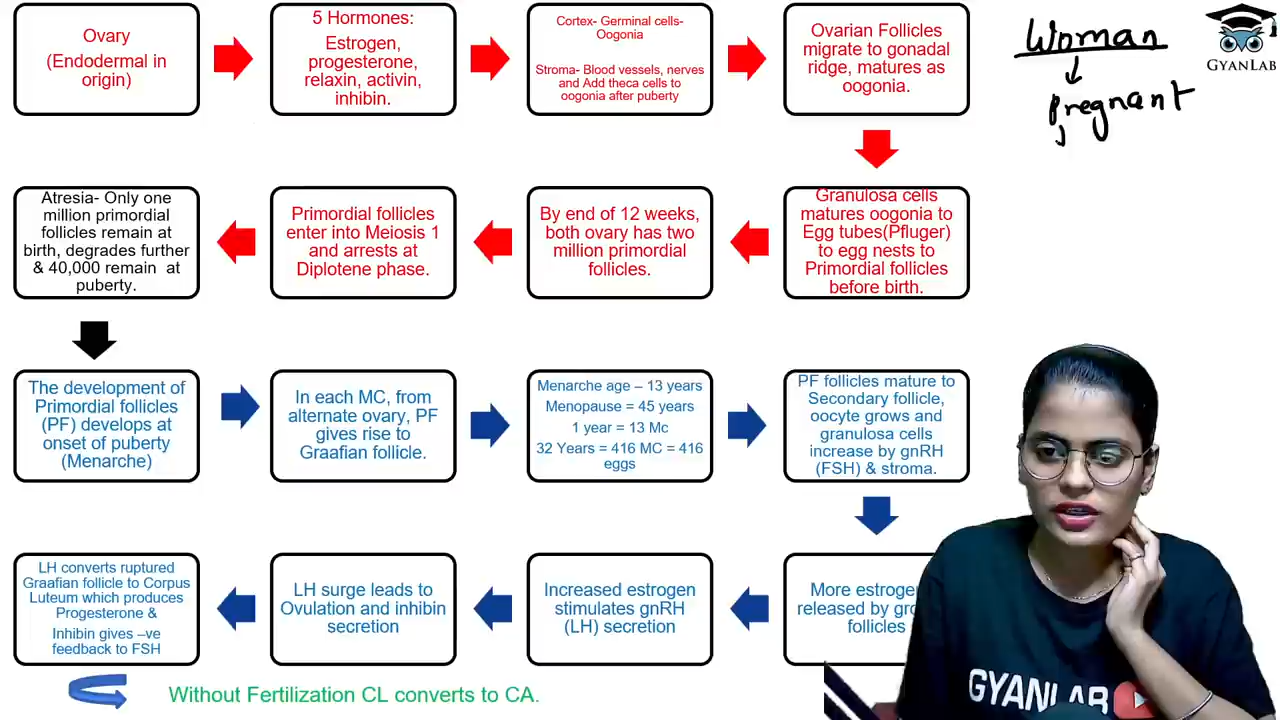 Ovary
(Endodermal in
origin)
5 Hormones:
Estrogen,
progesterone,
relaxin, activin,
inhibin.
Cortex- Germinal cells-
Oogonia
Stroma- Blood vessels, nerves
and Add theca cells to
oogonia after puberty
Ovarian Follicles
migrate to gonadal
ridge, matures as
oogonia.
Woman
pregnant
GYANLAB
Granulosa cells
matures oogonia to
Egg tubes(Pfluger)
to egg nests to
Primordial follicles
before birth.
By end of 12 weeks,
both ovary has two
million primordial
follicles.
Primordial follicles
enter into Meiosis 1
and arrests at
Diplotene phase.
Atresia- Only one
million primordial
follicles remain at
birth, degrades further
& 40,000 remain at
puberty.
The development of
Primordial follicles
(PF) develops at
onset of puberty
(Menarche)
In each MC, from
alternate ovary, PF
gives rise to
Graafian follicle.
Menarche age – 13 years
Menopause = 45 years
1 year = 13 Mc
32 Years = 416 MC = 416
eggs
PF follicles mature to
Secondary follicle,
oocyte grows and
granulosa cells
increase by gnRH
(FSH) & stroma.
More
released by
follicles
Increased estrogen
stimulates gnRH
(LH) secretion
LH surge leads to
Ovulation and inhibin
secretion
LH converts ruptured
Graafian follicle to Corpus
Luteum which produces
Progesterone &
Inhibin gives –ve
feedback to FSH
Without Fertilization CL converts to CA.
GYANLAB